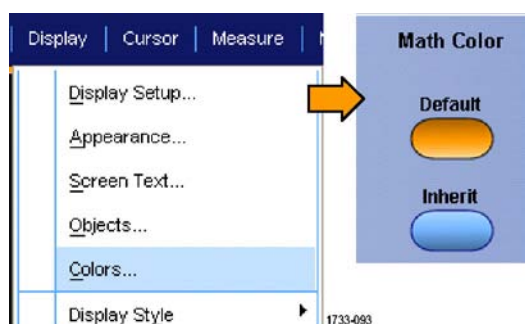 Display | Cursor | Measure |
Display Setup...
Appearance...
Screen Text...
Objects...
Colors...
Display Style
Math Color
Default
Inherit
1733-093